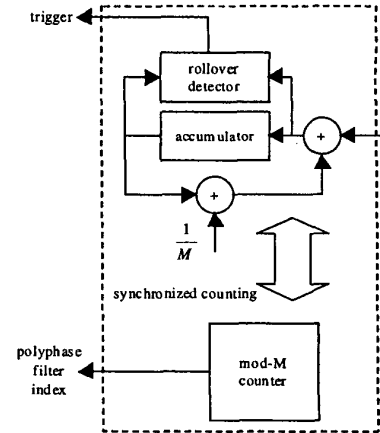 trigger
rollover
detector
accumulator
+
+
1
M
synchronized counting
polyphase
filter
index
mod-M
counter